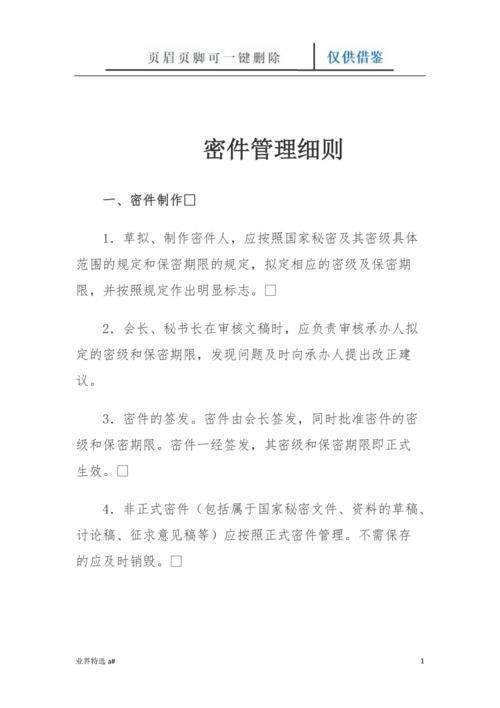 页眉页脚可一键删除 仅供借鉴
密件管理细则
一、密件制作□
1．草拟、制作密件人，应按照国家秘密及其密级具体
范围的规定和保密期限的规定，拟定相应的密级及保密期
限，并按照规定作出明显标志。□
2．会长、秘书长在审核文稿时，应负责审核承办人拟
定的密级和保密期限，发现问题及时向承办人提出改正建
议。
3．密件的签发。密件由会长签发，同时批准密件的密
级和保密期限。密件一经签发，其密级和保密期限即正式
生效。□
4．非正式密件（包括属于国家秘密文件、资料的草稿、
讨论稿、征求意见稿等）应按照正式密件管理。不需保存
的应及时销毁。□
业界特选 a# 1